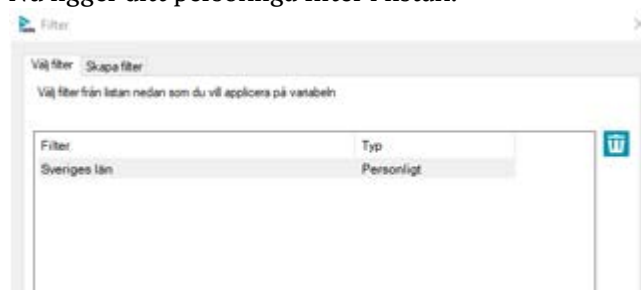 Nu ligger ditt personliga filter i listan.
Filter
Välj filter Skapa filter
Välj filter från listan nedan som du vill applicera på variabeln
Filter Typ
Sveriges län Personligt